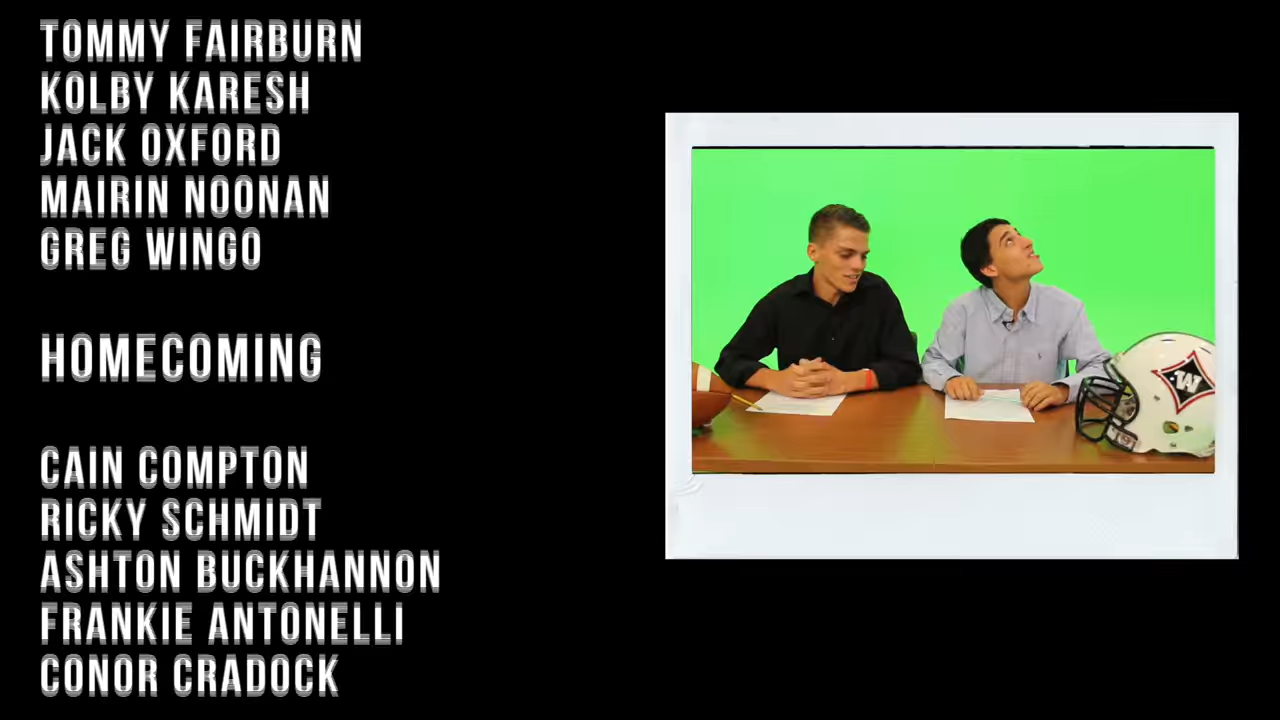 TOMMY FAIRBURN
KOLBY KARESH
JACK OXFORD
MAIRIN NOONAN
GREG WINGO
HOMECOMING
CAIN COMPTON
RICKY SCHMIDT
ASHTON BUCKHANNON
FRANKIE ANTONELLI
CONOR CRADOCK
W